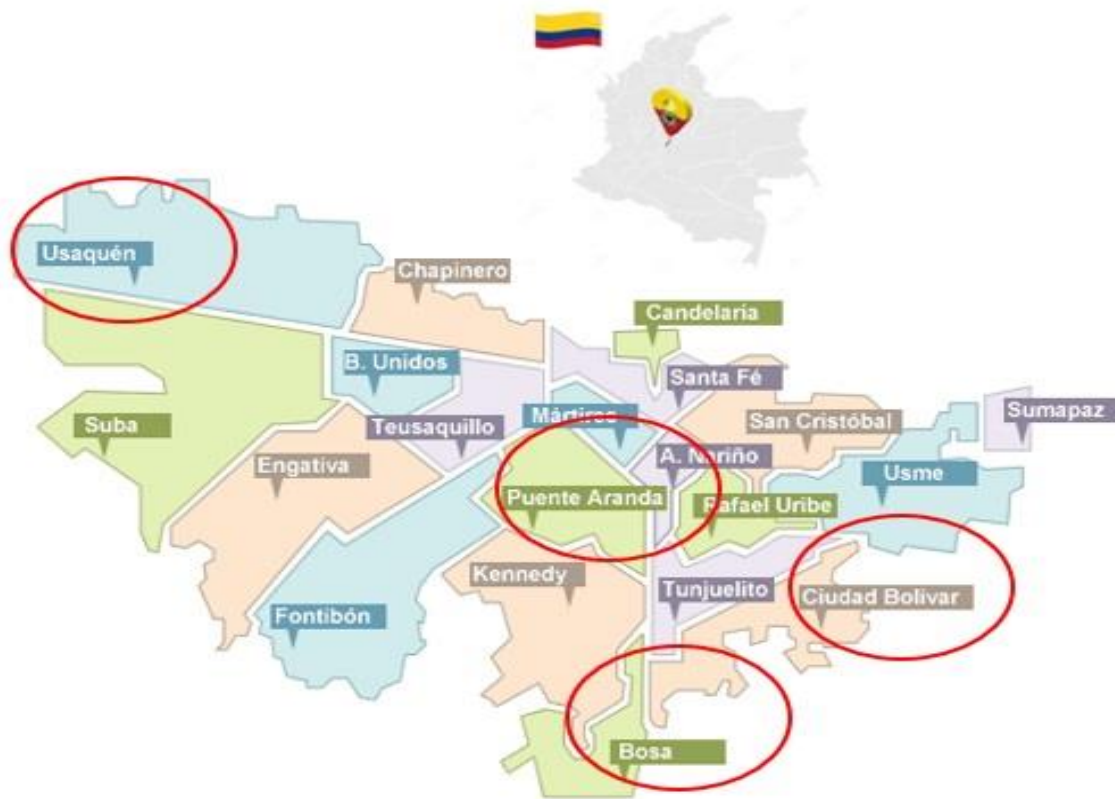 Usaquén
Chapinero
Candelaria
B. Unidos
Santa Fé
Suba
Teusaquillo
Mártires
San Cristóbal
Sumapaz
Engativa
A. Nariño
Usme
Puente Aranda
Rafael Uribe
Kennedy
Tunjuelito
Ciudad Bolivar
Fontibón
Bosa